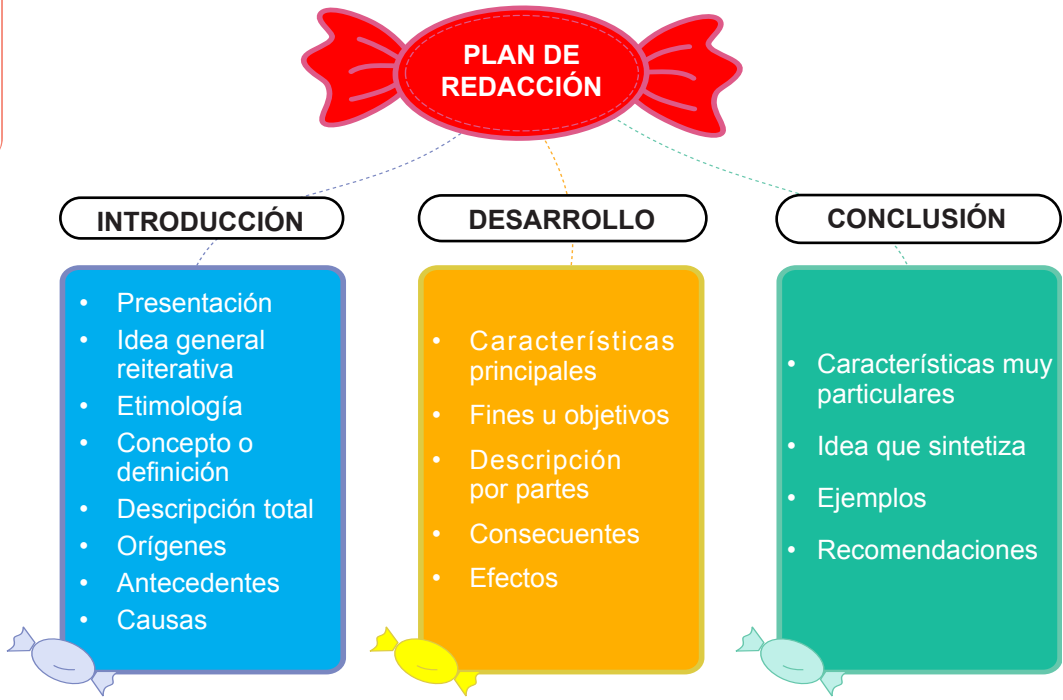 PLAN DE
REDACCIÓN
INTRODUCCIÓN
• Presentación
• Idea general
reiterativa
• Etimología
• Concepto o
definición
• Descripción total
• Orígenes
• Antecedentes
• Causas
DESARROLLO
• Características
principales
• Fines u objetivos
• Descripción
por partes
• Consecuentes
• Efectos
CONCLUSIÓN
• Características muy
particulares
• Idea que sintetiza
• Ejemplos
• Recomendaciones